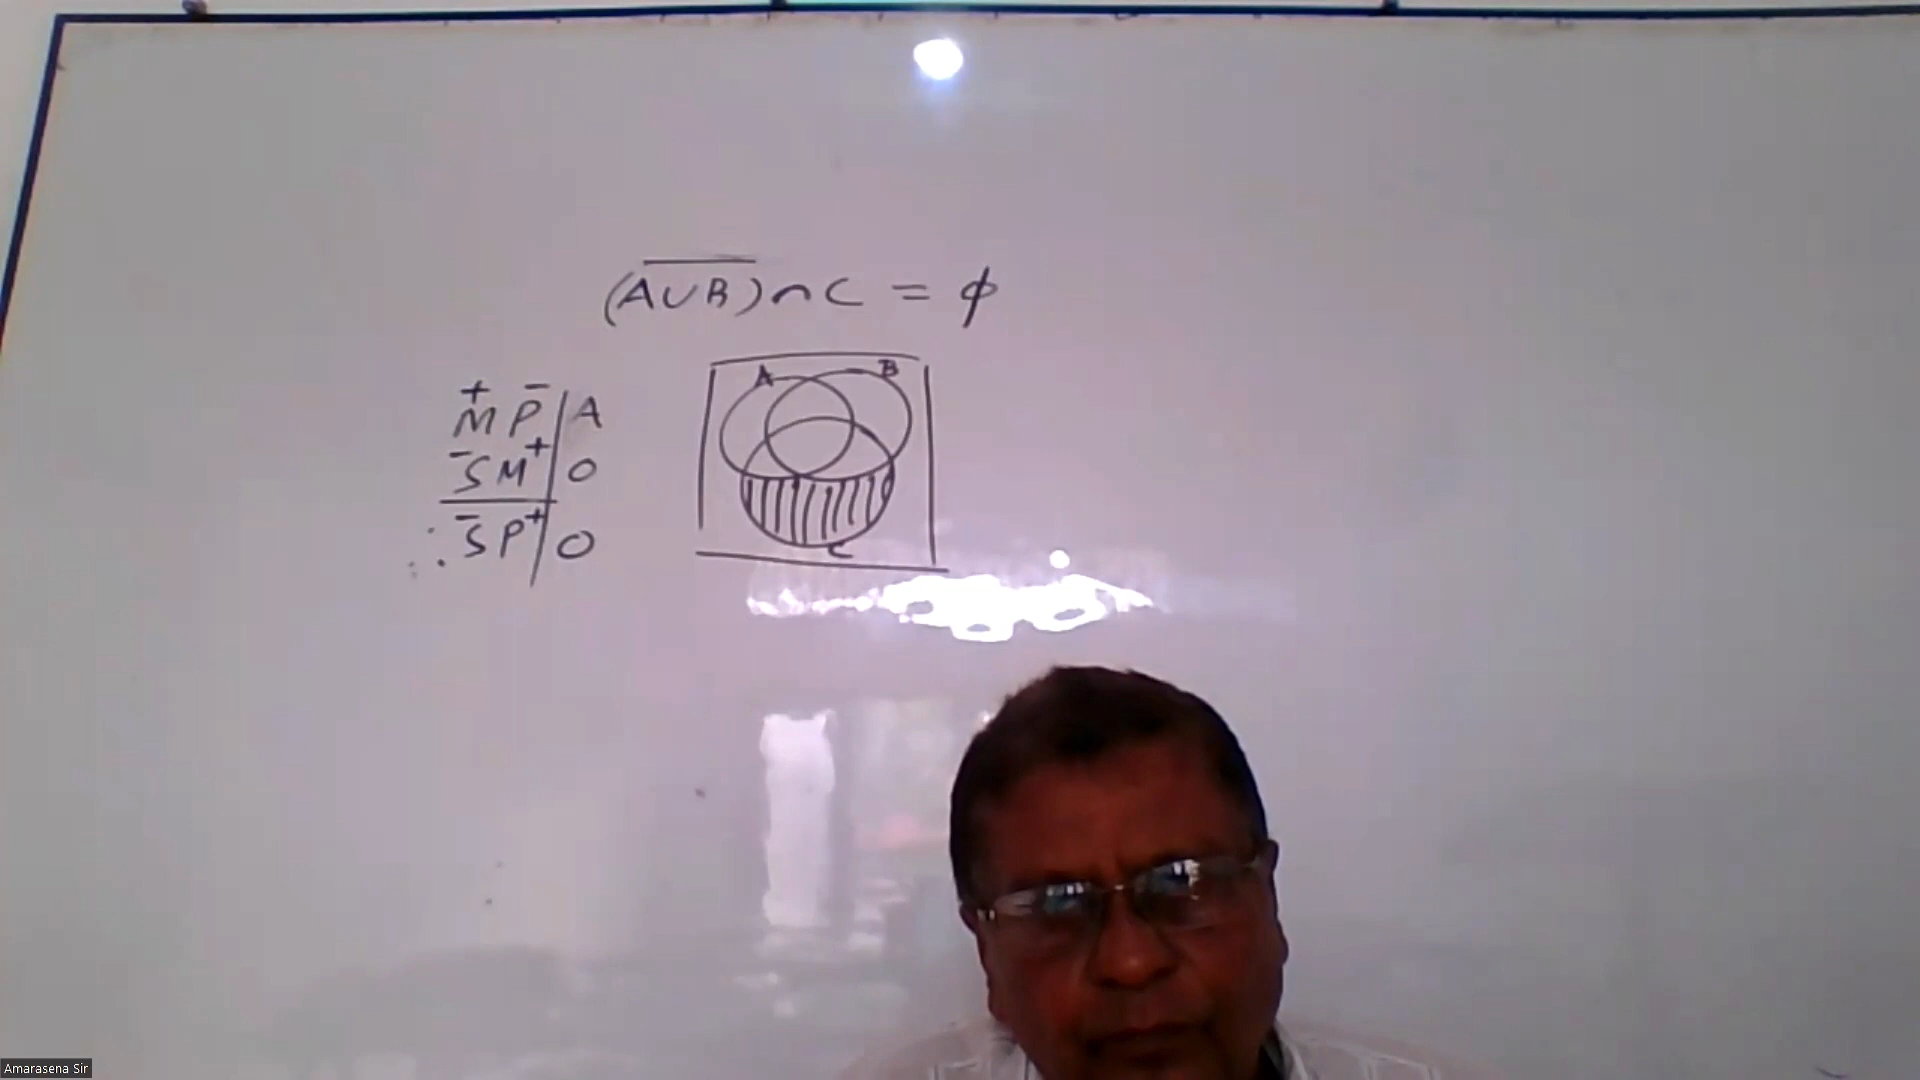 (A̅∪̅B̅)∩C = ϕ
A B
C
+ −
M P | A
− +
S M | O
− +
∴ S P | O
Amarasena Sir